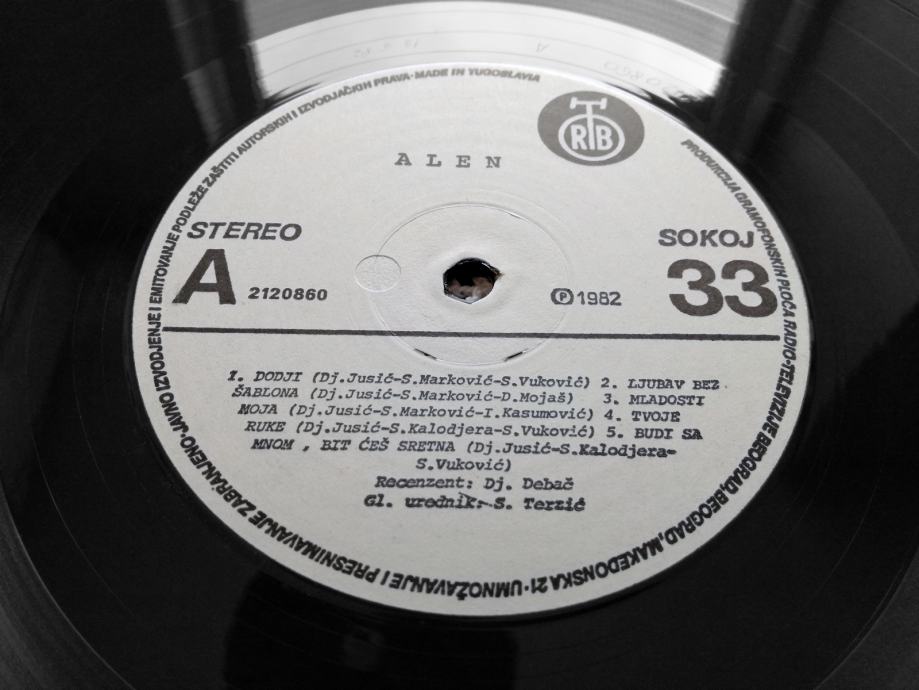 JAVNO IZVODJENJE I EMITOVANJE PODLEŽE ZAŠTITI AUTORSKIH I IZVODJAČKIH PRAVA · MADE IN YUGOSLAVIA
PRODUKCIJA GRAMOFONSKIH PLOČA RADIO-TELEVIZIJE BEOGRAD, BEOGRAD, MAKEDONSKA 21 · UMNOŽAVANJE I PRESNIMAVANJE ZABRANJENO ·
RTB
ALEN
STEREO
SOKOJ
A 2120860
℗ 1982
33
1. DODJI (Dj.Jusić-S.Marković-S.Vuković) 2. LJUBAV BEZ
ŠABLONA (Dj.Jusić-S.Marković-D.Mojaš) 3. MLADOSTI
MOJA (Dj.Jusić-S.Marković-I.Kasumović) 4. TVOJE
RUKE (Dj.Jusić-S.Kalodjera-S.Vuković) 5. BUDI SA
MNOM , BIT ĆEŠ SRETNA (Dj.Jusić-S.Kalodjera-
S.Vuković)
Recenzent: Dj. Debač
Gl. urednik:-S. Terzić